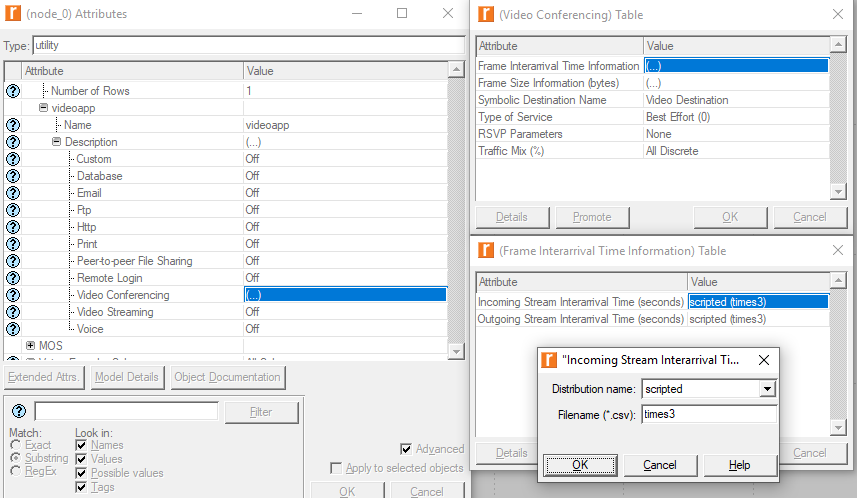 (node_0) Attributes
Type: utility
Attribute Value
Number of Rows 1
videoapp
Name videoapp
Description (...)
Custom Off
Database Off
Email Off
Ftp Off
Http Off
Print Off
Peer-to-peer File Sharing Off
Remote Login Off
Video Conferencing (...)
Video Streaming Off
Voice Off
MOS
Extended Attrs. Model Details Object Documentation
Filter
Match: Look in:
Exact Names
Substring Values
RegEx Possible values
Tags
Advanced
Apply to selected objects
OK Cancel
(Video Conferencing) Table
Attribute Value
Frame Interarrival Time Information (...)
Frame Size Information (bytes) (...)
Symbolic Destination Name Video Destination
Type of Service Best Effort (0)
RSVP Parameters None
Traffic Mix (%) All Discrete
Details Promote OK Cancel
(Frame Interarrival Time Information) Table
Attribute Value
Incoming Stream Interarrival Time (seconds) scripted (times3)
Outgoing Stream Interarrival Time (seconds) scripted (times3)
Details Cancel
"Incoming Stream Interarrival Ti...
Distribution name: scripted
Filename (*.csv): times3
OK Cancel Help